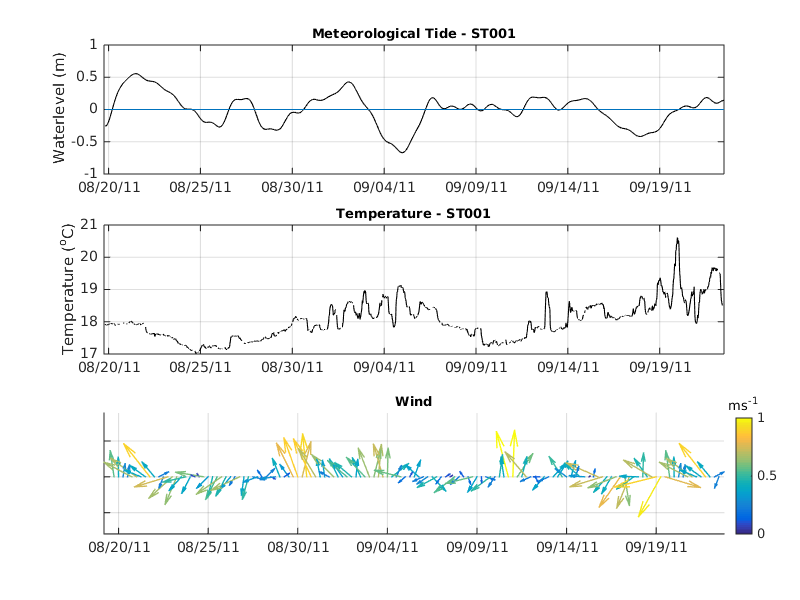 Meteorological Tide - ST001
Waterlevel (m)
1
0.5
0
-0.5
-1
08/20/11 08/25/11 08/30/11 09/04/11 09/09/11 09/14/11 09/19/11
Temperature - ST001
Temperature (°C)
21
20
19
18
17
08/20/11 08/25/11 08/30/11 09/04/11 09/09/11 09/14/11 09/19/11
Wind
ms⁻¹
1
0.5
0
08/20/11 08/25/11 08/30/11 09/04/11 09/09/11 09/14/11 09/19/11